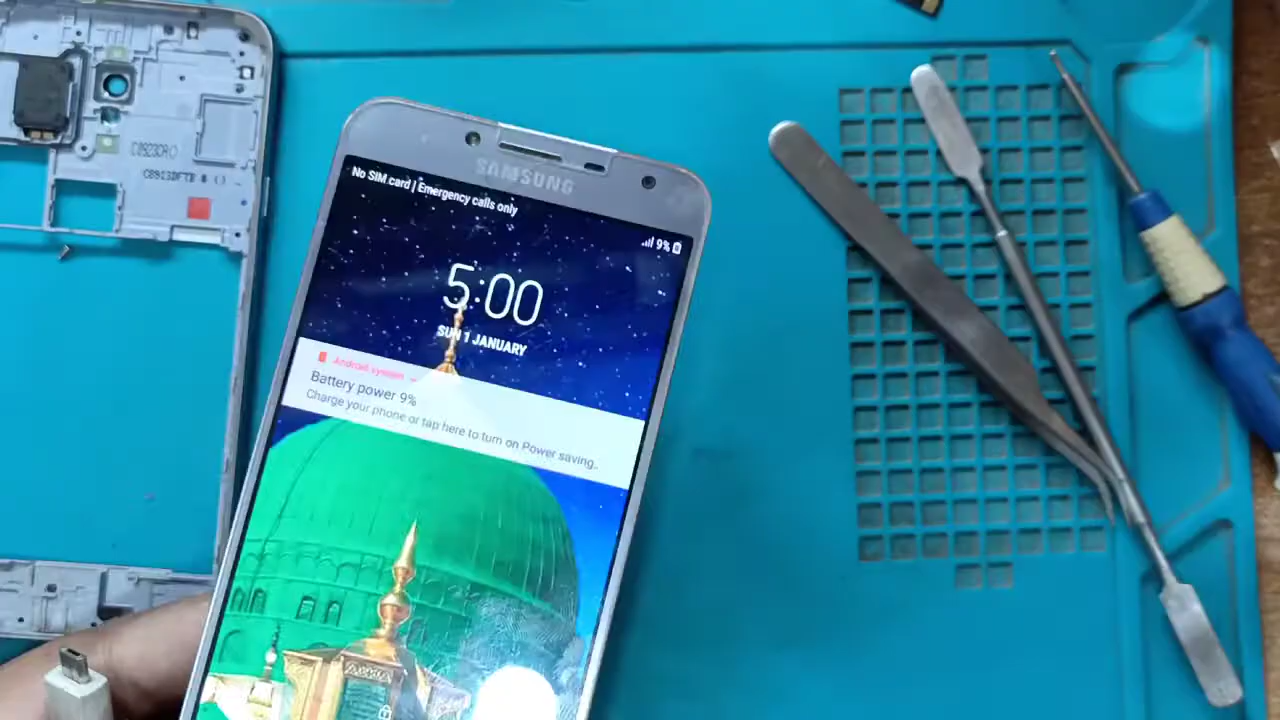 SAMSUNG
No SIM card | Emergency calls only
9%
5:00
SUN 1 JANUARY
Android system
Battery power 9%
Charge your phone or tap here to turn on Power saving..